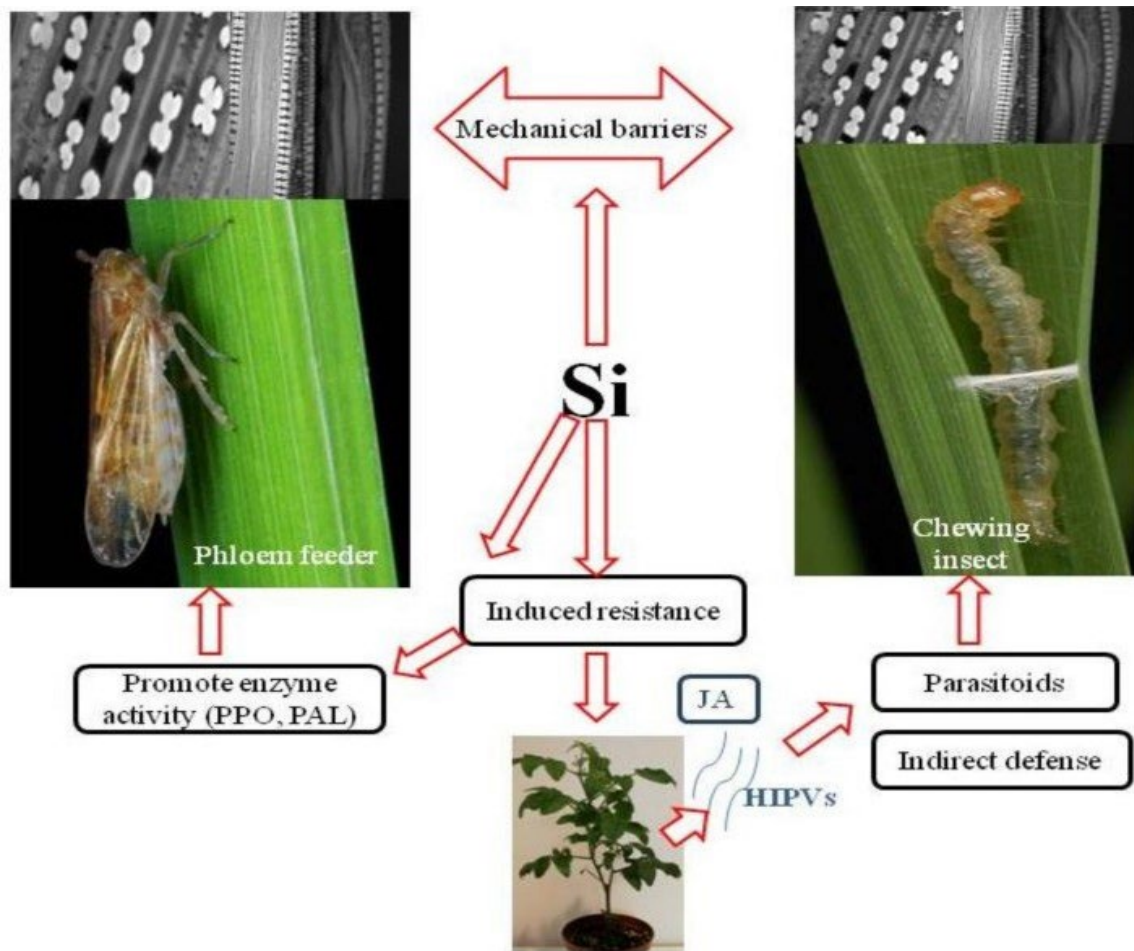 Mechanical barriers
Si
Phloem feeder
Chewing
insect
Induced resistance
Promote enzyme
activity (PPO, PAL)
JA
HIPVs
Parasitoids
Indirect defense